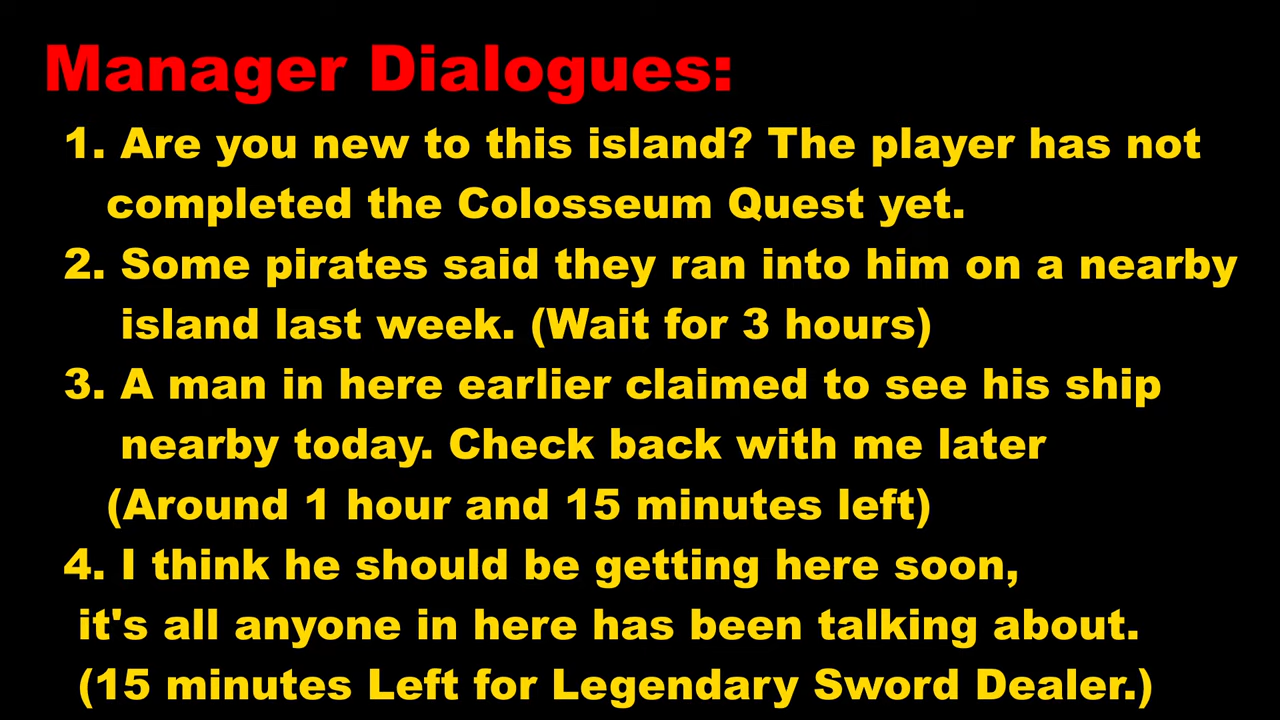 Manager Dialogues:
1. Are you new to this island? The player has not
completed the Colosseum Quest yet.
2. Some pirates said they ran into him on a nearby
island last week. (Wait for 3 hours)
3. A man in here earlier claimed to see his ship
nearby today. Check back with me later
(Around 1 hour and 15 minutes left)
4. I think he should be getting here soon,
it's all anyone in here has been talking about.
(15 minutes Left for Legendary Sword Dealer.)